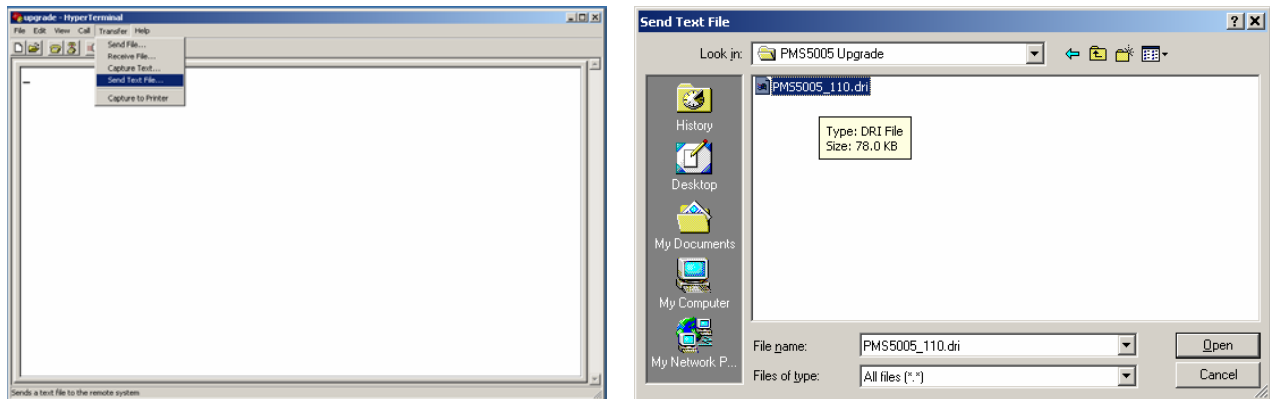 upgrade - HyperTerminal
File Edit View Call Transfer Help
Send File...
Receive File...
Capture Text...
Send Text File...
Capture to Printer
Sends a text file to the remote system
Send Text File
Look in: PMS5005 Upgrade
PMS5005_110.dri
Type: DRI File
Size: 78.0 KB
History
Desktop
My Documents
My Computer
My Network P...
File name: PMS5005_110.dri Open
Files of type: All files (*.*) Cancel